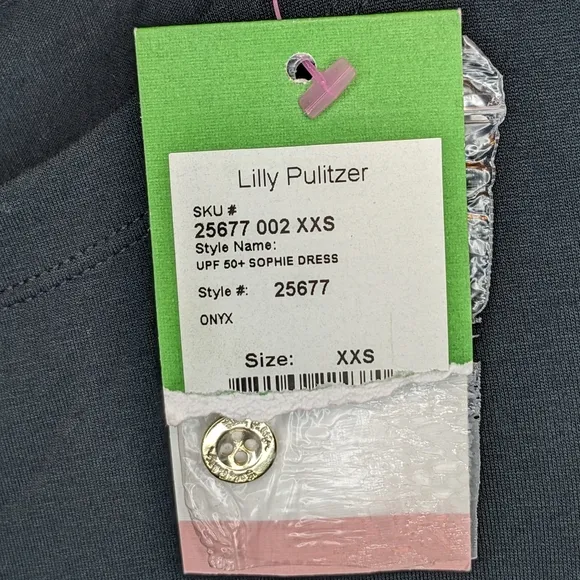 Lilly Pulitzer
SKU #
25677 002 XXS
Style Name:
UPF 50+ SOPHIE DRESS
Style #: 25677
ONYX
Size: XXS